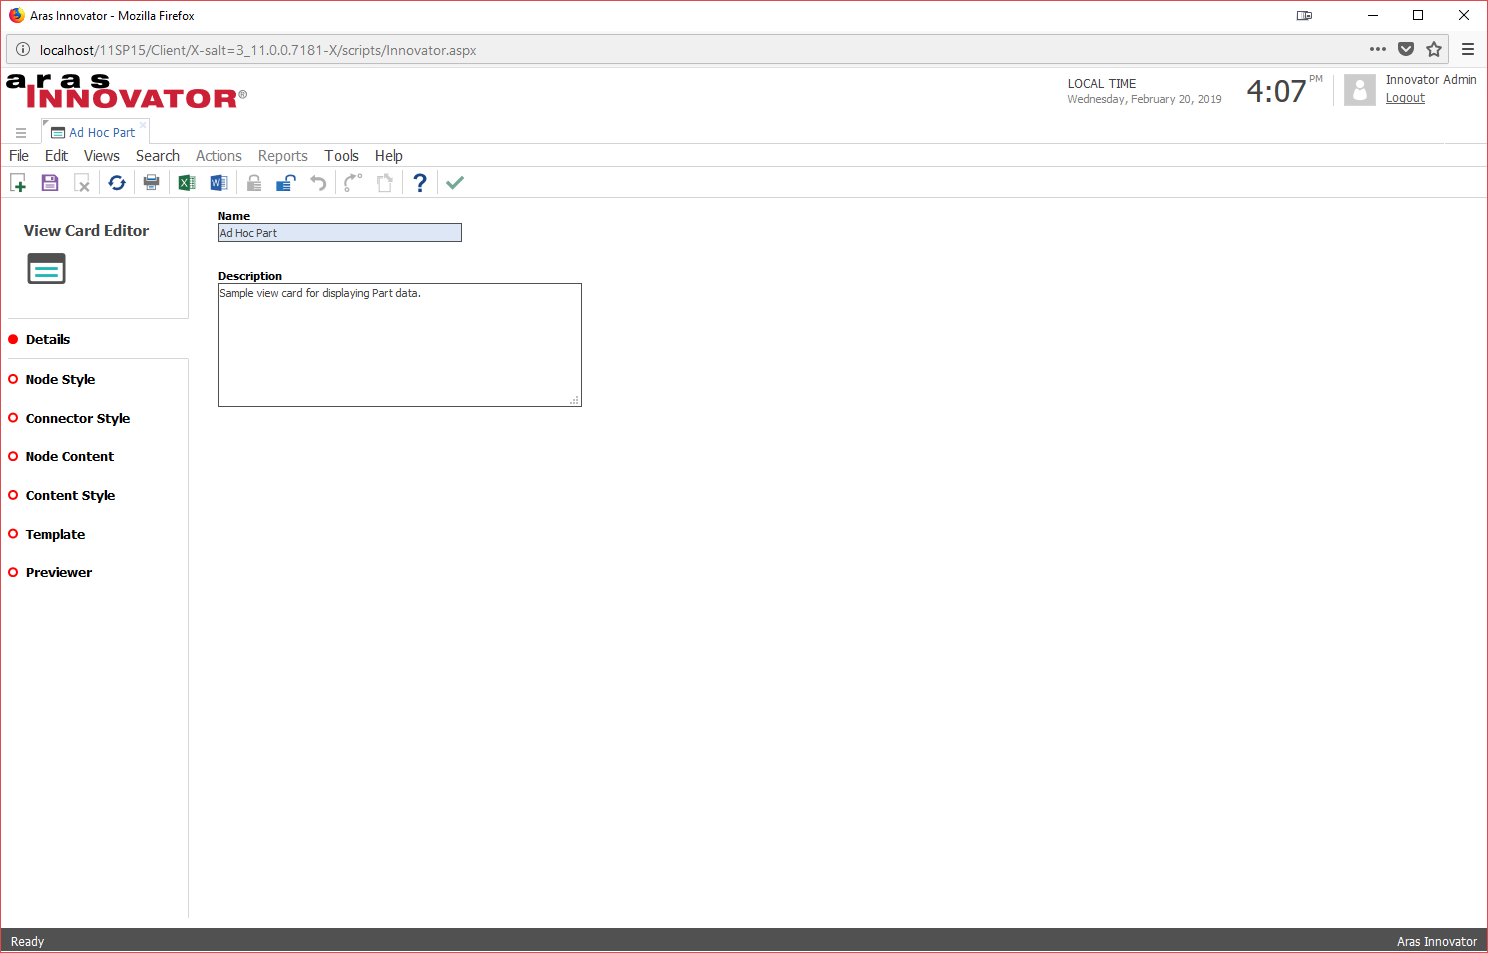 Aras Innovator - Mozilla Firefox
localhost/11SP15/Client/X-salt=3_11.0.0.7181-X/scripts/Innovator.aspx
aras
INNOVATOR®
LOCAL TIME
Wednesday, February 20, 2019
4:07 PM
Innovator Admin
Logout
Ad Hoc Part
File Edit Views Search Actions Reports Tools Help
View Card Editor
Name
Ad Hoc Part
Description
Sample view card for displaying Part data.
Details
Node Style
Connector Style
Node Content
Content Style
Template
Previewer
Ready
Aras Innovator